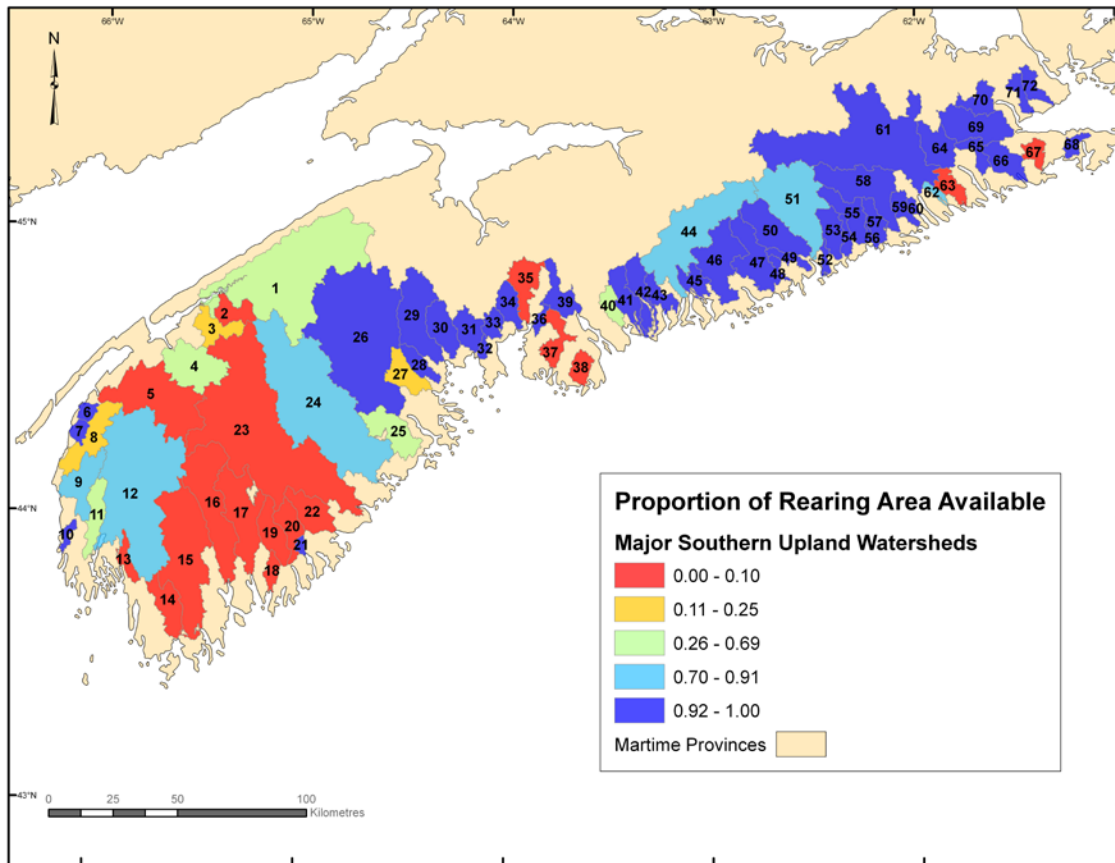 66°W 65°W 64°W 63°W 62°W 61°W
N
71 72
70
61 69
68
64 65 67
66
58 63
51 62
45°N
59 60
55
44 50 57
53 54 56
46 49
47 52
35 48
1 45
34 42 43
39 40 41
2 29
33 36
3 26 30 31
32
4 28 37
27 38
5 24
6
7 8 23 25
9 12
44°N
11 16 17 22
19 20
10 21
13 15
18
14
Proportion of Rearing Area Available
Major Southern Upland Watersheds
0.00 - 0.10
0.11 - 0.25
0.26 - 0.69
0.70 - 0.91
0.92 - 1.00
Martime Provinces
43°N
0 25 50 100
Kilometres